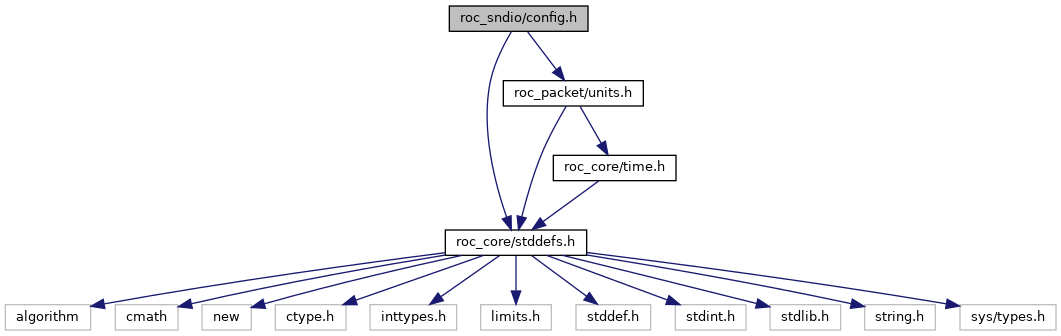 roc_sndio/config.h
roc_packet/units.h
roc_core/time.h
roc_core/stddefs.h
algorithm
cmath
new
ctype.h
inttypes.h
limits.h
stddef.h
stdint.h
stdlib.h
string.h
sys/types.h